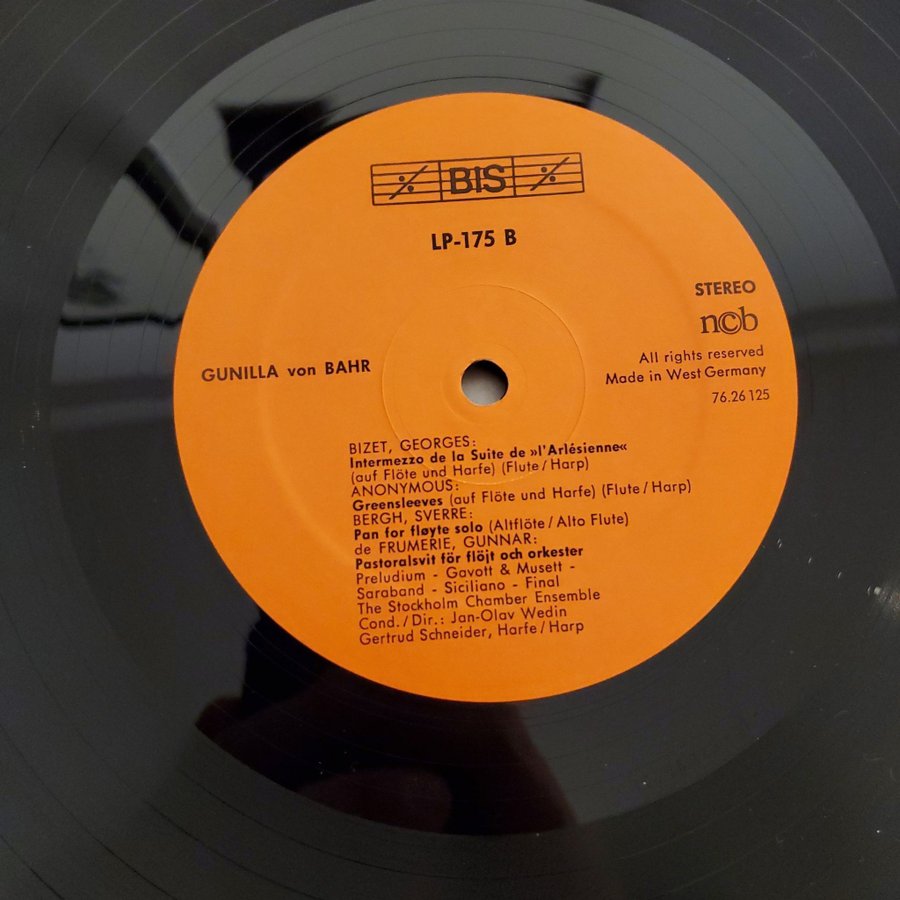 BIS
LP-175 B
STEREO
ncb
GUNILLA von BAHR
All rights reserved
Made in West Germany
76.26125
BIZET, GEORGES:
Intermezzo de la Suite de »l'Arlésienne«
(auf Flöte und Harfe) (Flute/Harp)
ANONYMOUS:
Greensleeves (auf Flöte und Harfe) (Flute/Harp)
BERGH, SVERRE:
Pan for fløyte solo (Altflöte/Alto Flute)
de FRUMERIE, GUNNAR:
Pastoralsvit för flöjt och orkester
Preludium - Gavott & Musett -
Saraband - Siciliano - Final
The Stockholm Chamber Ensemble
Cond./Dir.: Jan-Olav Wedin
Gertrud Schneider, Harfe/Harp